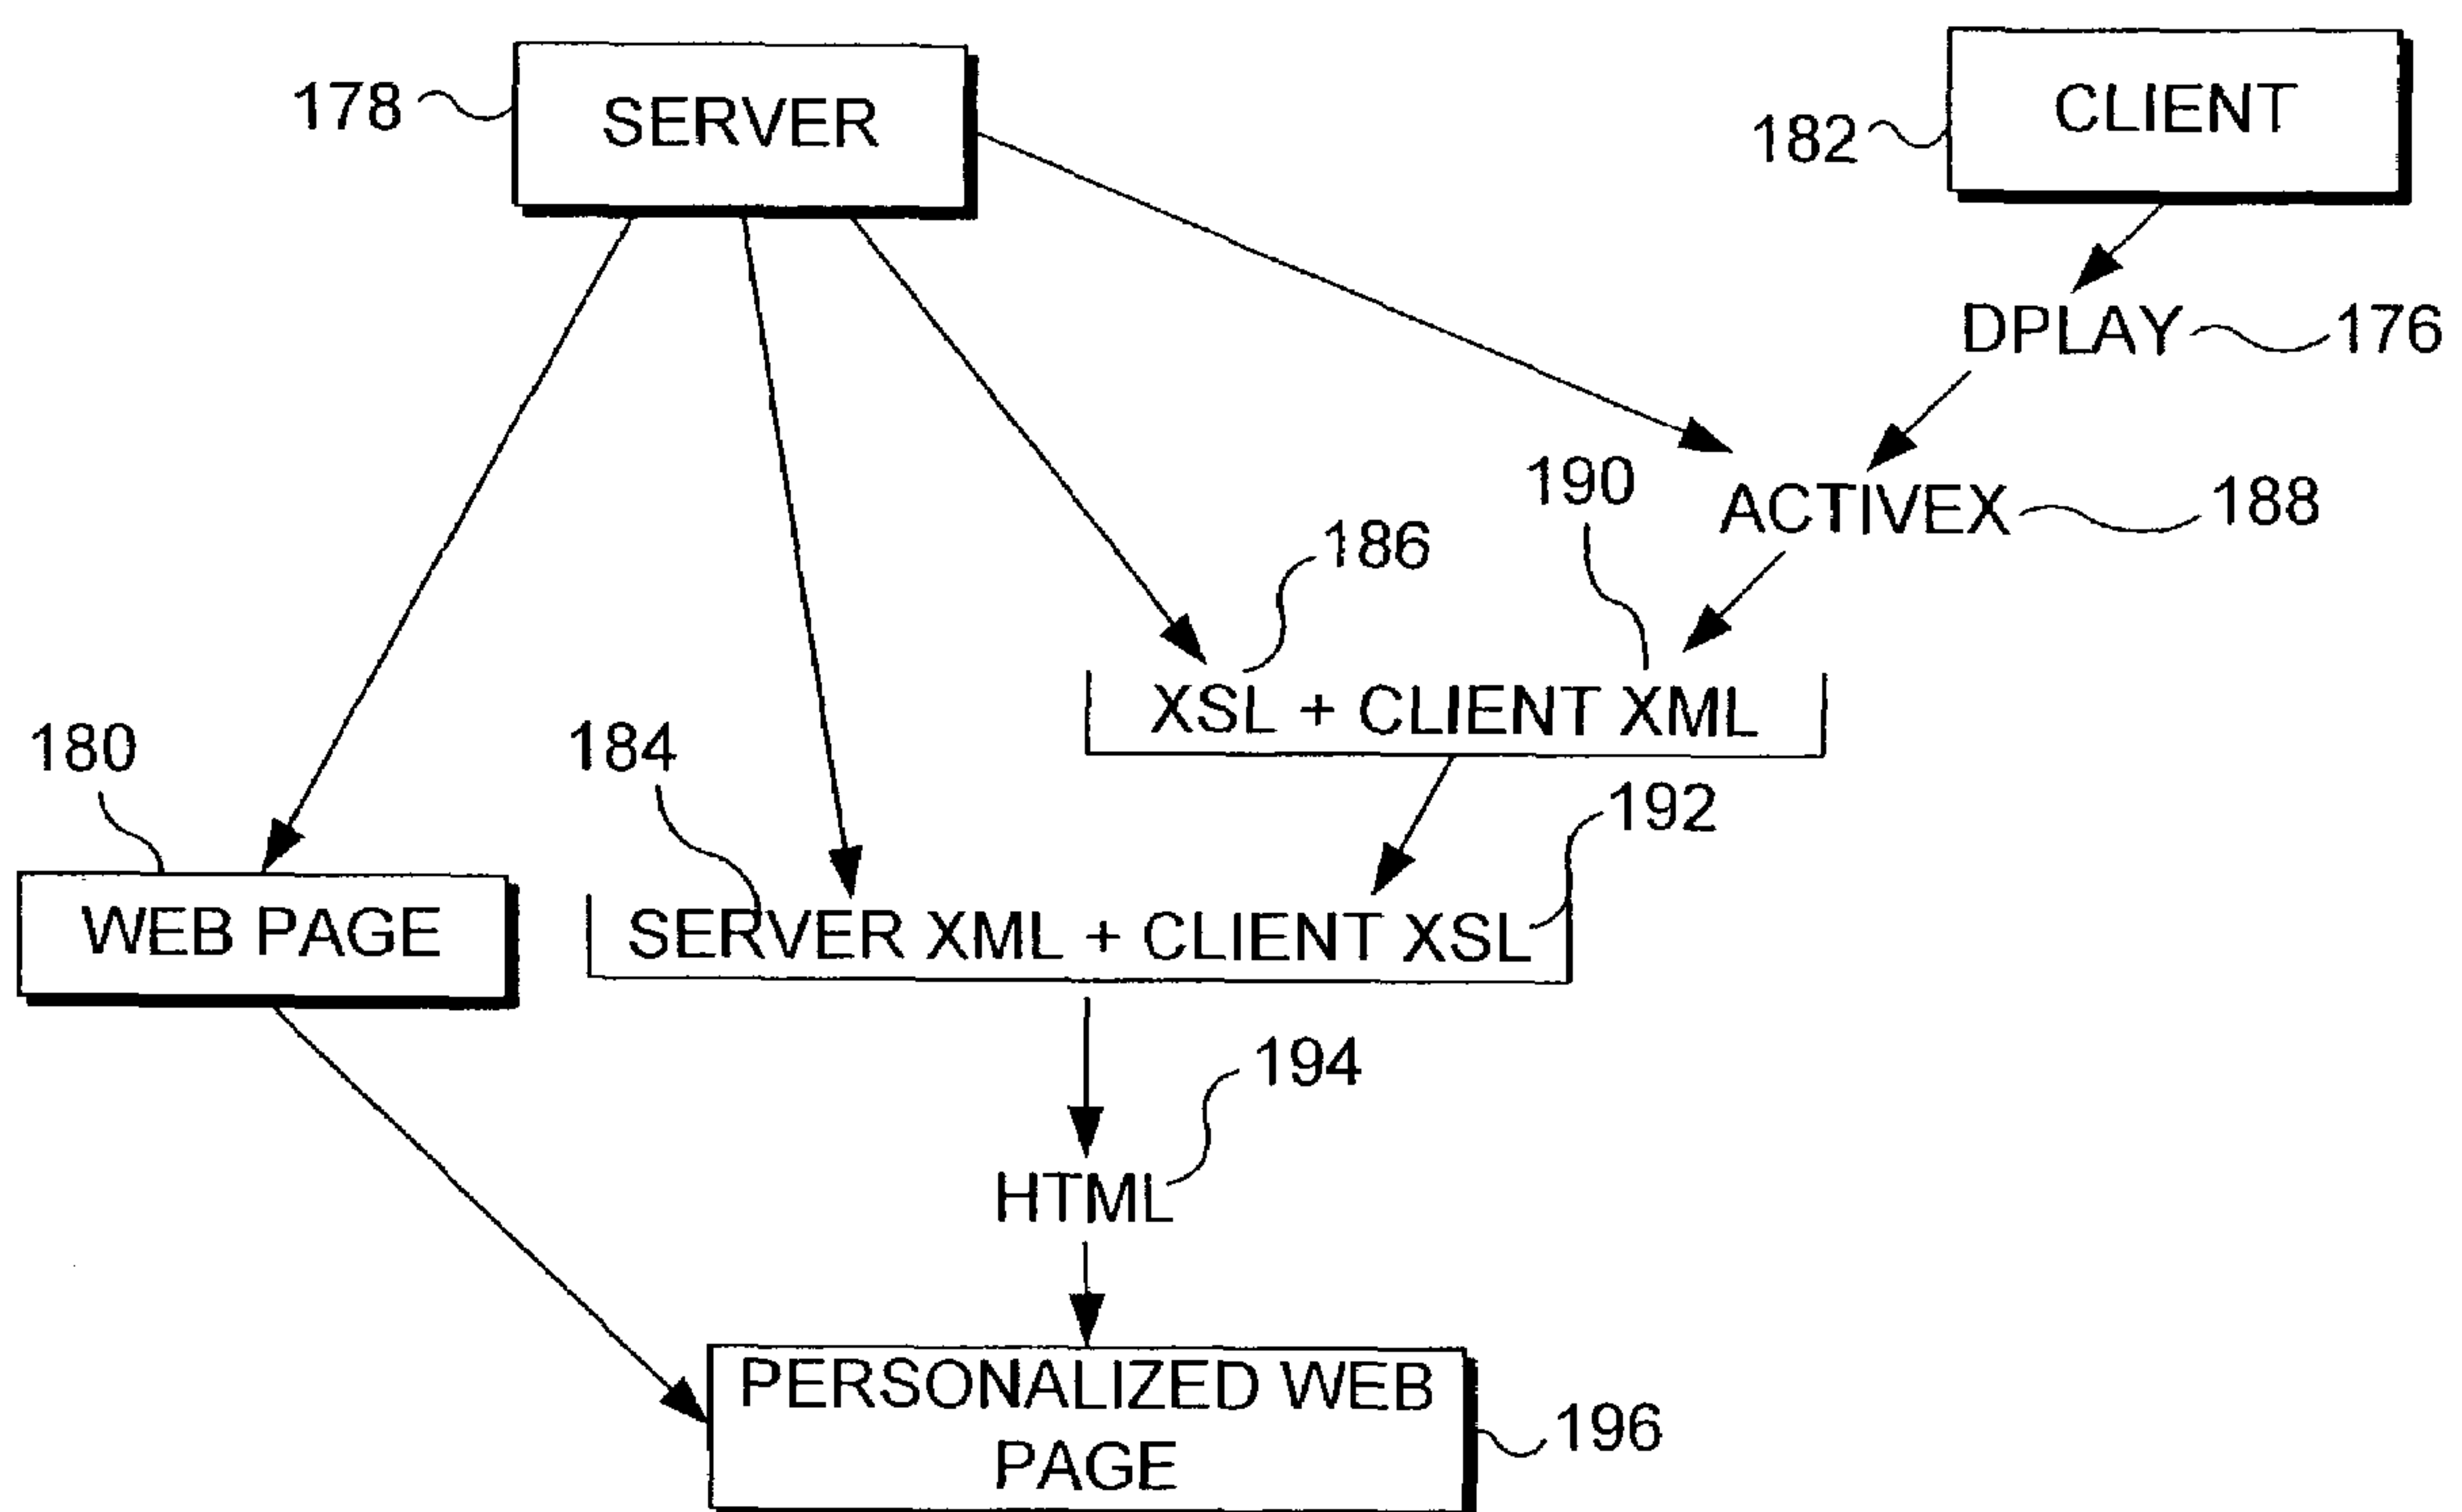 178
SERVER
182
CLIENT
DPLAY
176
190
ACTIVEX
188
186
XSL + CLIENT XML
180
184
192
WEB PAGE
SERVER XML + CLIENT XSL
194
HTML
PERSONALIZED WEB
PAGE
196